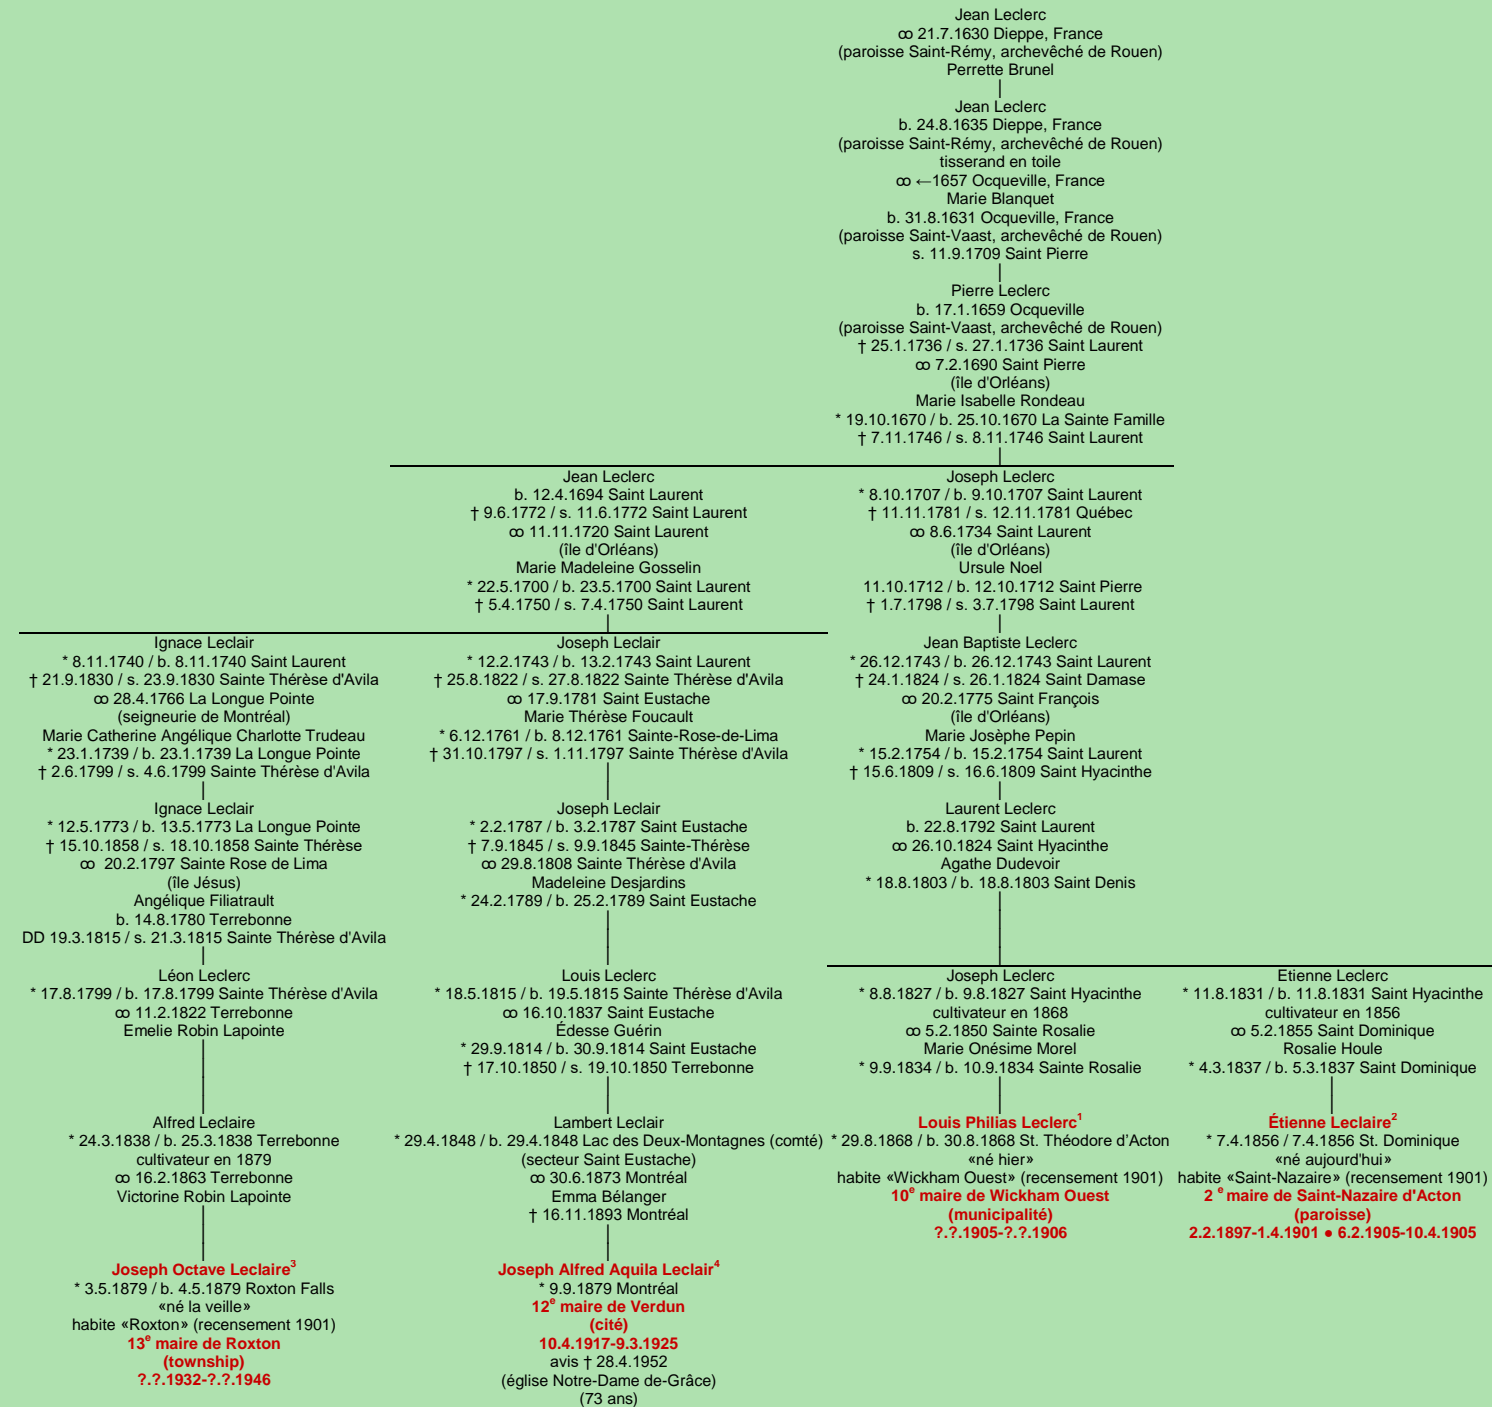 Jean Leclerc
ꝏ 21.7.1630 Dieppe, France
(paroisse Saint-Rémy, archevêché de Rouen)
Perrette Brunel
Jean Leclerc
b. 24.8.1635 Dieppe, France
(paroisse Saint-Rémy, archevêché de Rouen)
tisserand en toile
ꝏ ←1657 Ocqueville, France
Marie Blanquet
b. 31.8.1631 Ocqueville, France
(paroisse Saint-Vaast, archevêché de Rouen)
s. 11.9.1709 Saint Pierre
Pierre Leclerc
b. 17.1.1659 Ocqueville
(paroisse Saint-Vaast, archevêché de Rouen)
† 25.1.1736 / s. 27.1.1736 Saint Laurent
ꝏ 7.2.1690 Saint Pierre
(île d'Orléans)
Marie Isabelle Rondeau
* 19.10.1670 / b. 25.10.1670 La Sainte Famille
† 7.11.1746 / s. 8.11.1746 Saint Laurent
Jean Leclerc
b. 12.4.1694 Saint Laurent
† 9.6.1772 / s. 11.6.1772 Saint Laurent
ꝏ 11.11.1720 Saint Laurent
(île d'Orléans)
Marie Madeleine Gosselin
* 22.5.1700 / b. 23.5.1700 Saint Laurent
† 5.4.1750 / s. 7.4.1750 Saint Laurent
Joseph Leclerc
* 8.10.1707 / b. 9.10.1707 Saint Laurent
† 11.11.1781 / s. 12.11.1781 Québec
ꝏ 8.6.1734 Saint Laurent
(île d'Orléans)
Ursule Noel
11.10.1712 / b. 12.10.1712 Saint Pierre
† 1.7.1798 / s. 3.7.1798 Saint Laurent
Ignace Leclair
* 8.11.1740 / b. 8.11.1740 Saint Laurent
† 21.9.1830 / s. 23.9.1830 Sainte Thérèse d'Avila
ꝏ 28.4.1766 La Longue Pointe
(seigneurie de Montréal)
Marie Catherine Angélique Charlotte Trudeau
* 23.1.1739 / b. 23.1.1739 La Longue Pointe
† 2.6.1799 / s. 4.6.1799 Sainte Thérèse d'Avila
Joseph Leclair
* 12.2.1743 / b. 13.2.1743 Saint Laurent
† 25.8.1822 / s. 27.8.1822 Sainte Thérèse d'Avila
ꝏ 17.9.1781 Saint Eustache
Marie Thérèse Foucault
* 6.12.1761 / b. 8.12.1761 Sainte-Rose-de-Lima
† 31.10.1797 / s. 1.11.1797 Sainte Thérèse d'Avila
Jean Baptiste Leclerc
* 26.12.1743 / b. 26.12.1743 Saint Laurent
† 24.1.1824 / s. 26.1.1824 Saint Damase
ꝏ 20.2.1775 Saint François
(île d'Orléans)
Marie Josèphe Pepin
* 15.2.1754 / b. 15.2.1754 Saint Laurent
† 15.6.1809 / s. 16.6.1809 Saint Hyacinthe
Ignace Leclair
* 12.5.1773 / b. 13.5.1773 La Longue Pointe
† 15.10.1858 / s. 18.10.1858 Sainte Thérèse
ꝏ 20.2.1797 Sainte Rose de Lima
(île Jésus)
Angélique Filiatrault
b. 14.8.1780 Terrebonne
DD 19.3.1815 / s. 21.3.1815 Sainte Thérèse d'Avila
Joseph Leclair
* 2.2.1787 / b. 3.2.1787 Saint Eustache
† 7.9.1845 / s. 9.9.1845 Sainte-Thérèse
ꝏ 29.8.1808 Sainte Thérèse d'Avila
Madeleine Desjardins
* 24.2.1789 / b. 25.2.1789 Saint Eustache
Laurent Leclerc
b. 22.8.1792 Saint Laurent
ꝏ 26.10.1824 Saint Hyacinthe
Agathe Dudevoir
* 18.8.1803 / b. 18.8.1803 Saint Denis
Léon Leclerc
* 17.8.1799 / b. 17.8.1799 Sainte Thérèse d'Avila
ꝏ 11.2.1822 Terrebonne
Emelie Robin Lapointe
Louis Leclerc
* 18.5.1815 / b. 19.5.1815 Sainte Thérèse d'Avila
ꝏ 16.10.1837 Saint Eustache
Édesse Guérin
* 29.9.1814 / b. 30.9.1814 Saint Eustache
† 17.10.1850 / s. 19.10.1850 Terrebonne
Joseph Leclerc
* 8.8.1827 / b. 9.8.1827 Saint Hyacinthe
cultivateur en 1868
ꝏ 5.2.1850 Sainte Rosalie
Marie Onésime Morel
* 9.9.1834 / b. 10.9.1834 Sainte Rosalie
Etienne Leclerc
* 11.8.1831 / b. 11.8.1831 Saint Hyacinthe
cultivateur en 1856
ꝏ 5.2.1855 Saint Dominique
Rosalie Houle
* 4.3.1837 / b. 5.3.1837 Saint Dominique
Alfred Leclaire
* 24.3.1838 / b. 25.3.1838 Terrebonne
cultivateur en 1879
ꝏ 16.2.1863 Terrebonne
Victorine Robin Lapointe
Lambert Leclair
* 29.4.1848 / b. 29.4.1848 Lac des Deux-Montagnes (comté)
(secteur Saint Eustache)
ꝏ 30.6.1873 Montréal
Emma Bélanger
† 16.11.1893 Montréal
Louis Philias Leclerc¹
* 29.8.1868 / b. 30.8.1868 St. Théodore d'Acton
«né hier»
habite «Wickham Ouest» (recensement 1901)
10e maire de Wickham Ouest
(municipalité)
?.?.1905-?.?.1906
Étienne Leclaire²
* 7.4.1856 / 7.4.1856 St. Dominique
«né aujourd'hui»
habite «Saint-Nazaire» (recensement 1901)
2 e maire de Saint-Nazaire d'Acton
(paroisse)
2.2.1897-1.4.1901 ● 6.2.1905-10.4.1905
Joseph Octave Leclaire³
* 3.5.1879 / b. 4.5.1879 Roxton Falls
«né la veille»
habite «Roxton» (recensement 1901)
13e maire de Roxton
(township)
?.?.1932-?.?.1946
Joseph Alfred Aquila Leclair⁴
* 9.9.1879 Montréal
12e maire de Verdun
(cité)
10.4.1917-9.3.1925
avis † 28.4.1952
(église Notre-Dame de-Grâce)
(73 ans)